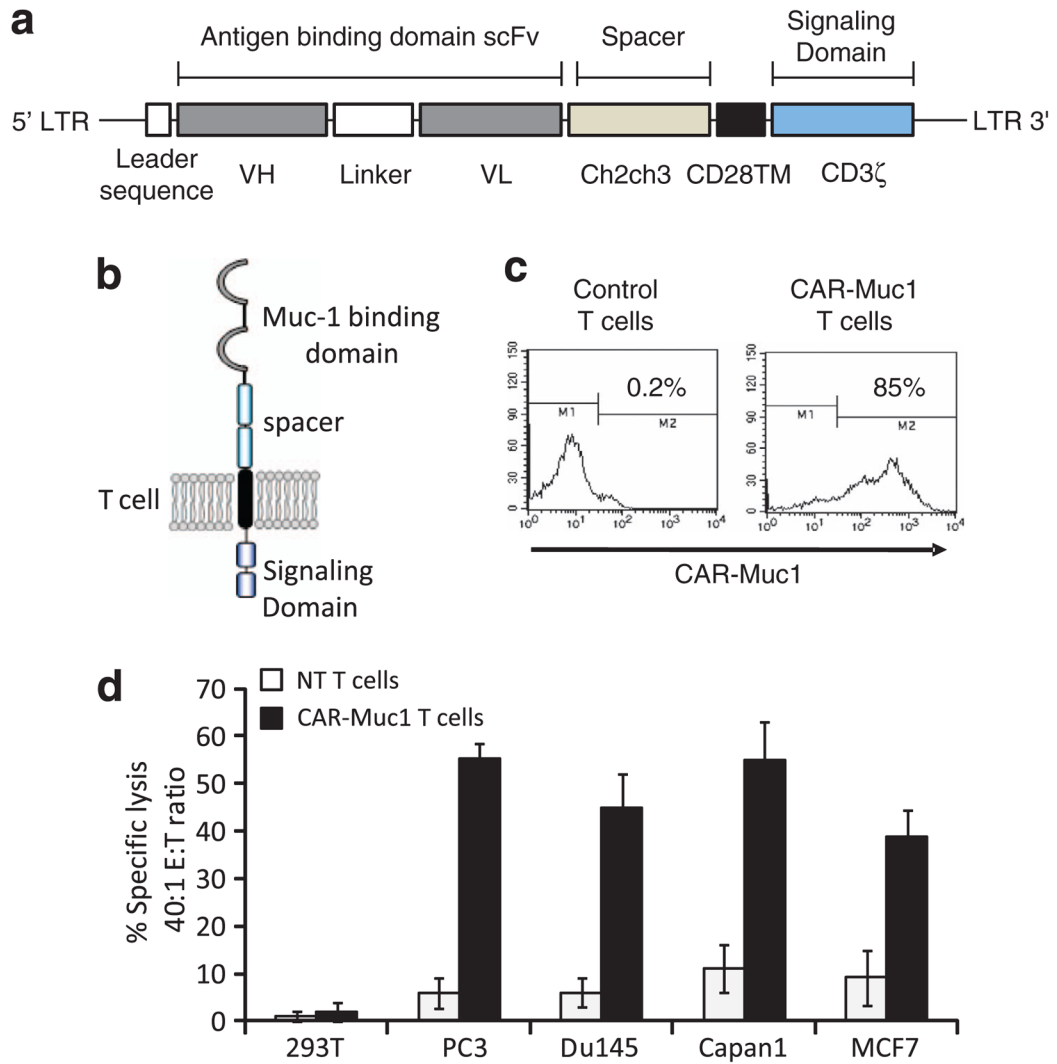 a
Antigen binding domain scFv
Spacer
Signaling
Domain
5' LTR
LTR 3'
Leader
sequence
VH
Linker
VL
Ch2ch3
CD28TM
CD3ζ
b
Muc-1 binding
domain
spacer
T cell
Signaling
Domain
c
Control
T cells
CAR-Muc1
T cells
150
120
90
60
30
0
0.2%
M1
M2
10⁰
10¹
10²
10³
10⁴
150
120
90
60
30
0
85%
M1
M2
10⁰
10¹
10²
10³
10⁴
CAR-Muc1
d
NT T cells
CAR-Muc1 T cells
% Specific lysis
40:1 E:T ratio
70
60
50
40
30
20
10
0
293T
PC3
Du145
Capan1
MCF7